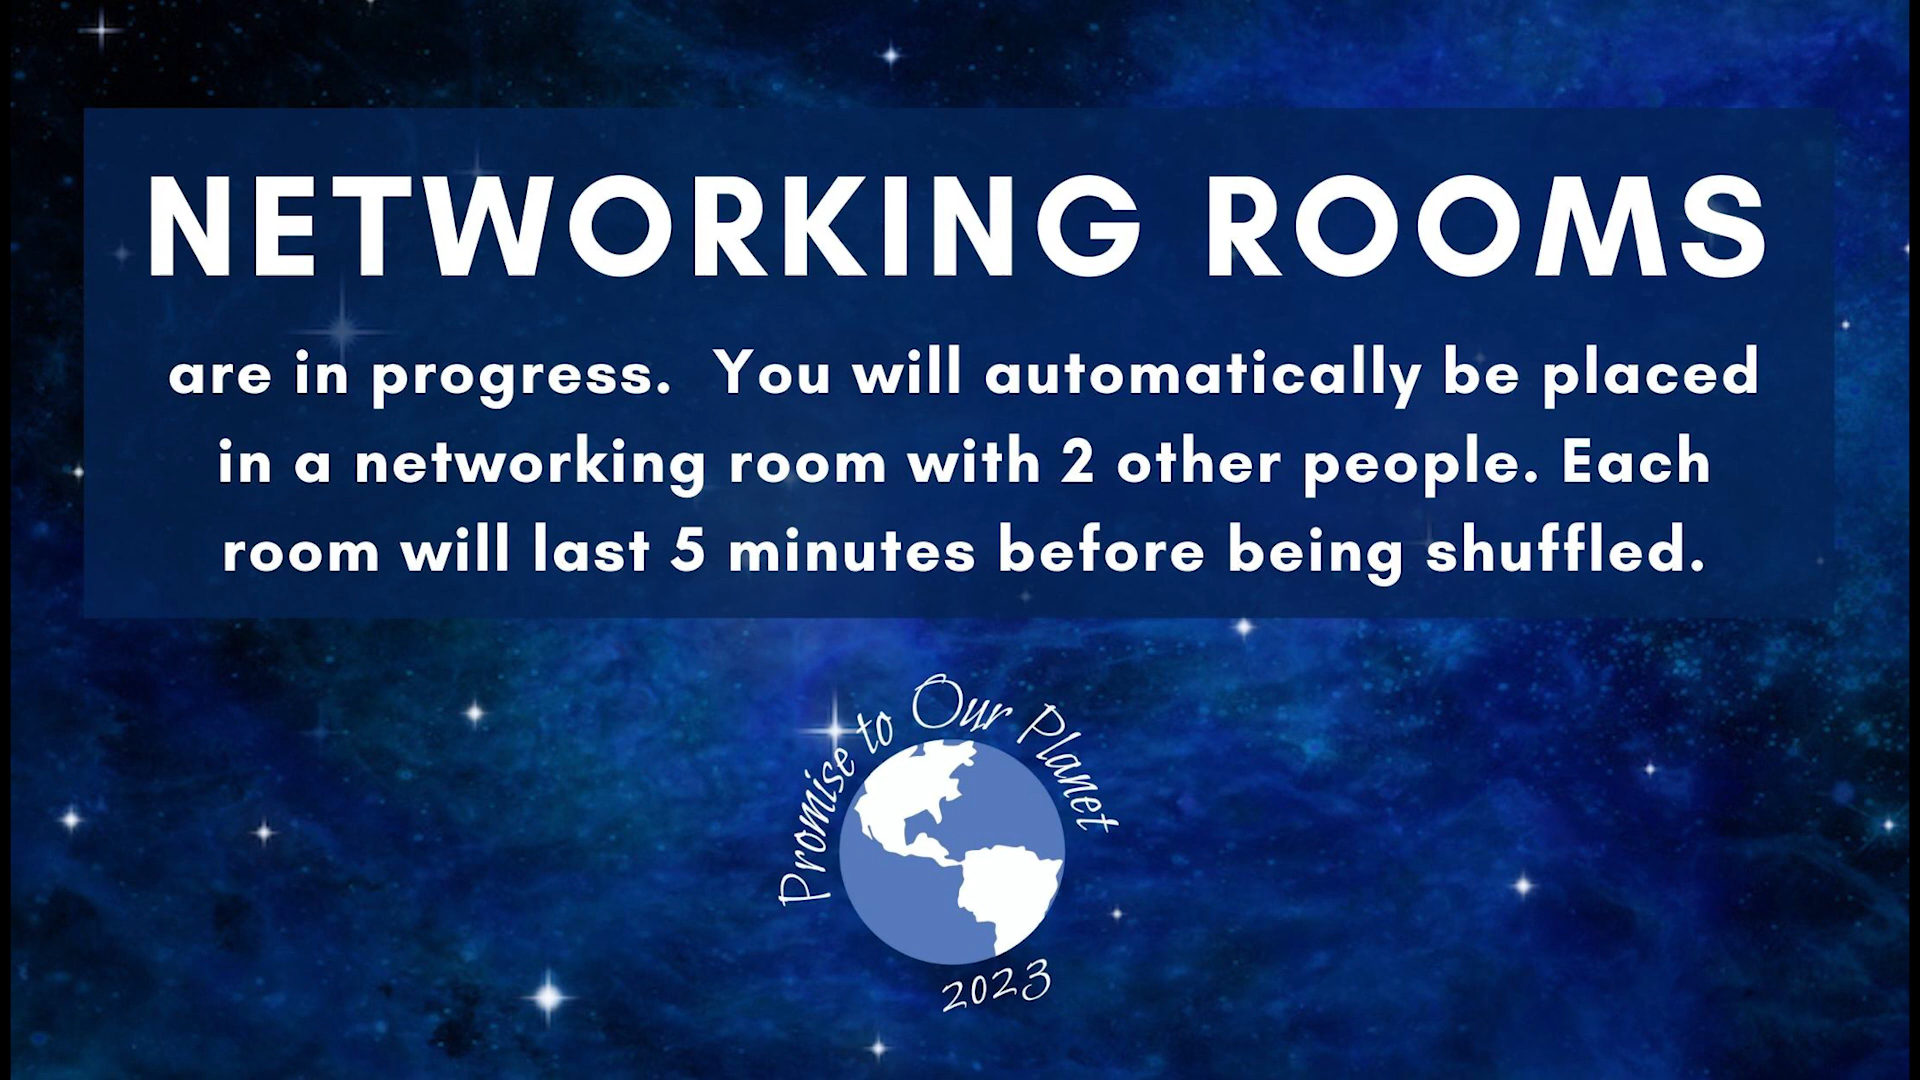 NETWORKING ROOMS
are in progress.  You will automatically be placed
in a networking room with 2 other people. Each
room will last 5 minutes before being shuffled.
Promise to Our Planet
2023